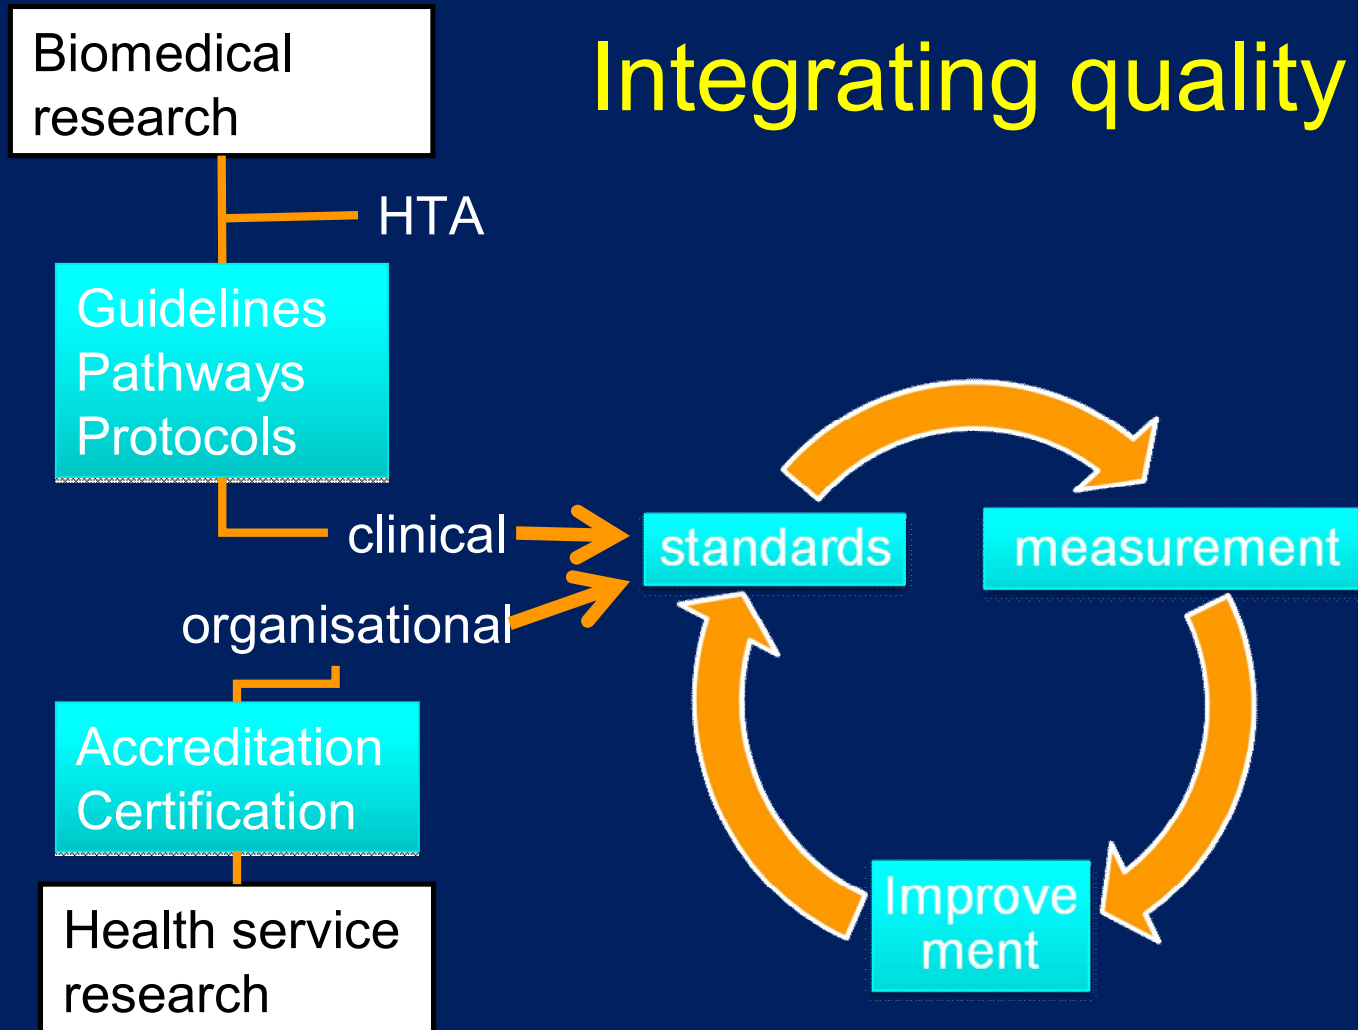 Integrating quality
Biomedical
research
HTA
Guidelines
Pathways
Protocols
clinical
organisational
Accreditation
Certification
Health service
research
standards
measurement
Improve
ment